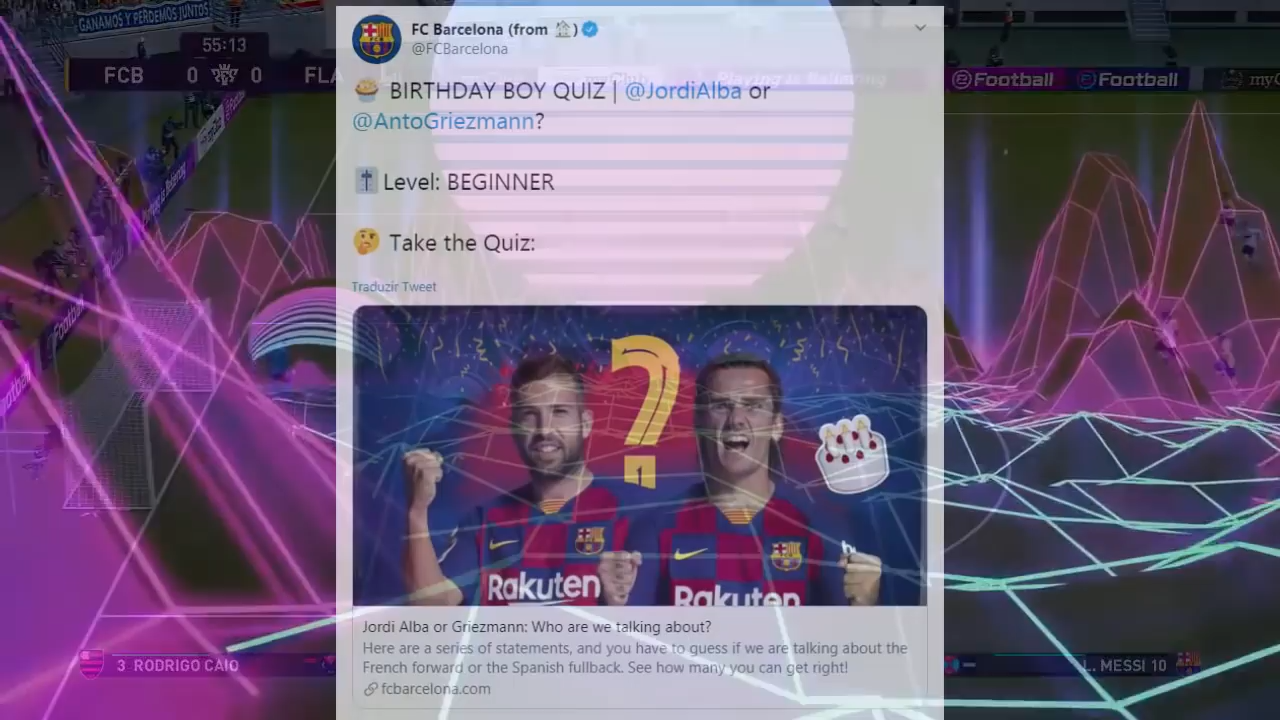 GANAMOS Y PERDEMOS JUNTOS
55:13
FCB 0 0 FLA
FC Barcelona (from 🏠)
@FCBarcelona
BIRTHDAY BOY QUIZ | @JordiAlba or
@AntoGriezmann?
Level: BEGINNER
🤔 Take the Quiz:
Traduzir Tweet
Rakuten
Rakuten
Jordi Alba or Griezmann: Who are we talking about?
Here are a series of statements, and you have to guess if we are talking about the
French forward or the Spanish fullback. See how many you can get right!
fcbarcelona.com
Playing is Believing
eFootball
eFootball
3 RODRIGO CAIO
L. MESSI 10